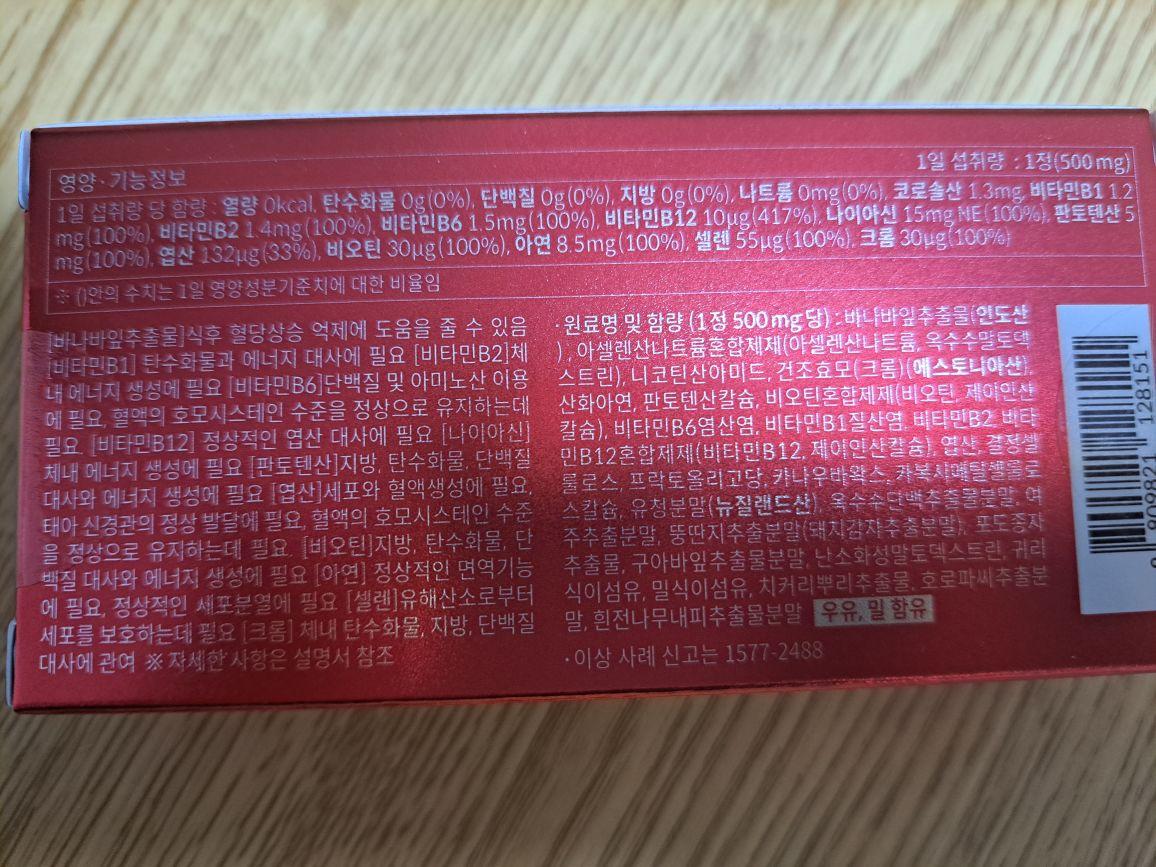 영양·기능정보
1일 섭취량 : 1정(500mg)
1일 섭취량 당 함량 : 열량 0kcal, 탄수화물 0g(0%), 단백질 0g(0%), 지방 0g(0%), 나트륨 0mg(0%), 코로솔산 1.3mg, 비타민B1 1.2
mg(100%), 비타민B2 1.4mg(100%), 비타민B6 1.5mg(100%), 비타민B12 10μg(417%), 나이아신 15mg NE(100%), 판토텐산 5
mg(100%), 엽산 132μg(33%), 비오틴 30μg(100%), 아연 8.5mg(100%), 셀렌 55μg(100%), 크롬 30μg(100%)
※ ()안의 수치는 1일 영양성분기준치에 대한 비율임
[바나바잎추출물]식후 혈당상승 억제에 도움을 줄 수 있음
[비타민B1] 탄수화물과 에너지 대사에 필요 [비타민B2]체
내 에너지 생성에 필요 [비타민B6]단백질 및 아미노산 이용
에 필요, 혈액의 호모시스테인 수준을 정상으로 유지하는데
필요 [비타민B12] 정상적인 엽산 대사에 필요 [나이아신]
체내 에너지 생성에 필요 [판토텐산]지방, 탄수화물, 단백질
대사와 에너지 생성에 필요 [엽산]세포와 혈액생성에 필요,
태아 신경관의 정상 발달에 필요, 혈액의 호모시스테인 수준
을 정상으로 유지하는데 필요 [비오틴]지방, 탄수화물, 단
백질 대사와 에너지 생성에 필요 [아연] 정상적인 면역기능
에 필요, 정상적인 세포분열에 필요 [셀렌]유해산소로부터
세포를 보호하는데 필요 [크롬] 체내 탄수화물, 지방, 단백질
대사에 관여 ※ 자세한 사항은 설명서 참조
·원료명 및 함량 (1정 500mg당) : 바나바잎추출물(인도산
), 아셀렌산나트륨혼합제제(아셀렌산나트륨, 옥수수말토덱
스트린), 니코틴산아미드, 건조효모(크롬)(에스토니아산),
산화아연, 판토텐산칼슘, 비오틴혼합제제(비오틴, 제이인산
칼슘), 비타민B6염산염, 비타민B1질산염, 비타민B2, 비타
민B12혼합제제(비타민B12, 제이인산칼슘), 엽산, 결정셀
룰로스, 프락토올리고당, 카나우바왁스, 카복시메틸셀룰로
스칼슘, 유청분말(뉴질랜드산), 옥수수단백추출물분말, 여
주추출분말, 뚱딴지추출분말(돼지감자추출분말), 포도종자
추출물, 구아바잎추출물분말, 난소화성말토덱스트린, 귀리
식이섬유, 밀식이섬유, 치커리뿌리추출물, 호로파씨추출분
말, 흰전나무내피추출물분말 우유, 밀 함유
·이상 사례 신고는 1577-2488
8 809821 128151